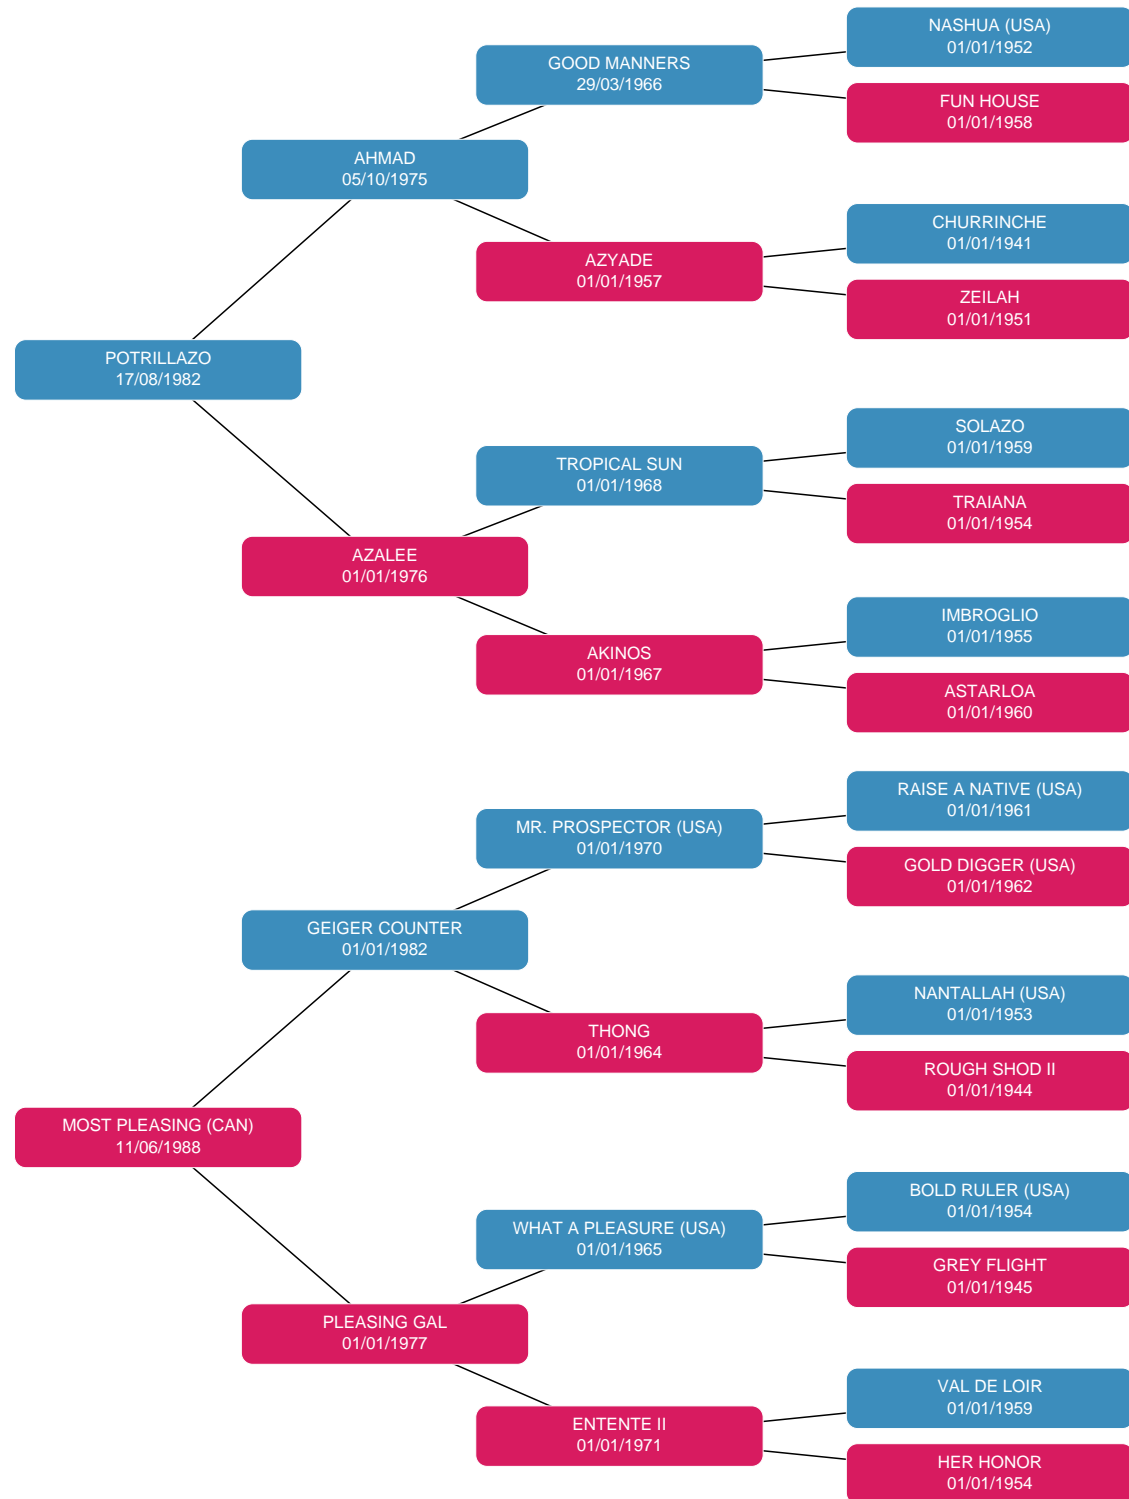 NASHUA (USA)
01/01/1952
GOOD MANNERS
29/03/1966
FUN HOUSE
01/01/1958
AHMAD
05/10/1975
CHURRINCHE
01/01/1941
AZYADE
01/01/1957
ZEILAH
01/01/1951
POTRILLAZO
17/08/1982
SOLAZO
01/01/1959
TROPICAL SUN
01/01/1968
TRAIANA
01/01/1954
AZALEE
01/01/1976
IMBROGLIO
01/01/1955
AKINOS
01/01/1967
ASTARLOA
01/01/1960
RAISE A NATIVE (USA)
01/01/1961
MR. PROSPECTOR (USA)
01/01/1970
GOLD DIGGER (USA)
01/01/1962
GEIGER COUNTER
01/01/1982
NANTALLAH (USA)
01/01/1953
THONG
01/01/1964
ROUGH SHOD II
01/01/1944
MOST PLEASING (CAN)
11/06/1988
BOLD RULER (USA)
01/01/1954
WHAT A PLEASURE (USA)
01/01/1965
GREY FLIGHT
01/01/1945
PLEASING GAL
01/01/1977
VAL DE LOIR
01/01/1959
ENTENTE II
01/01/1971
HER HONOR
01/01/1954